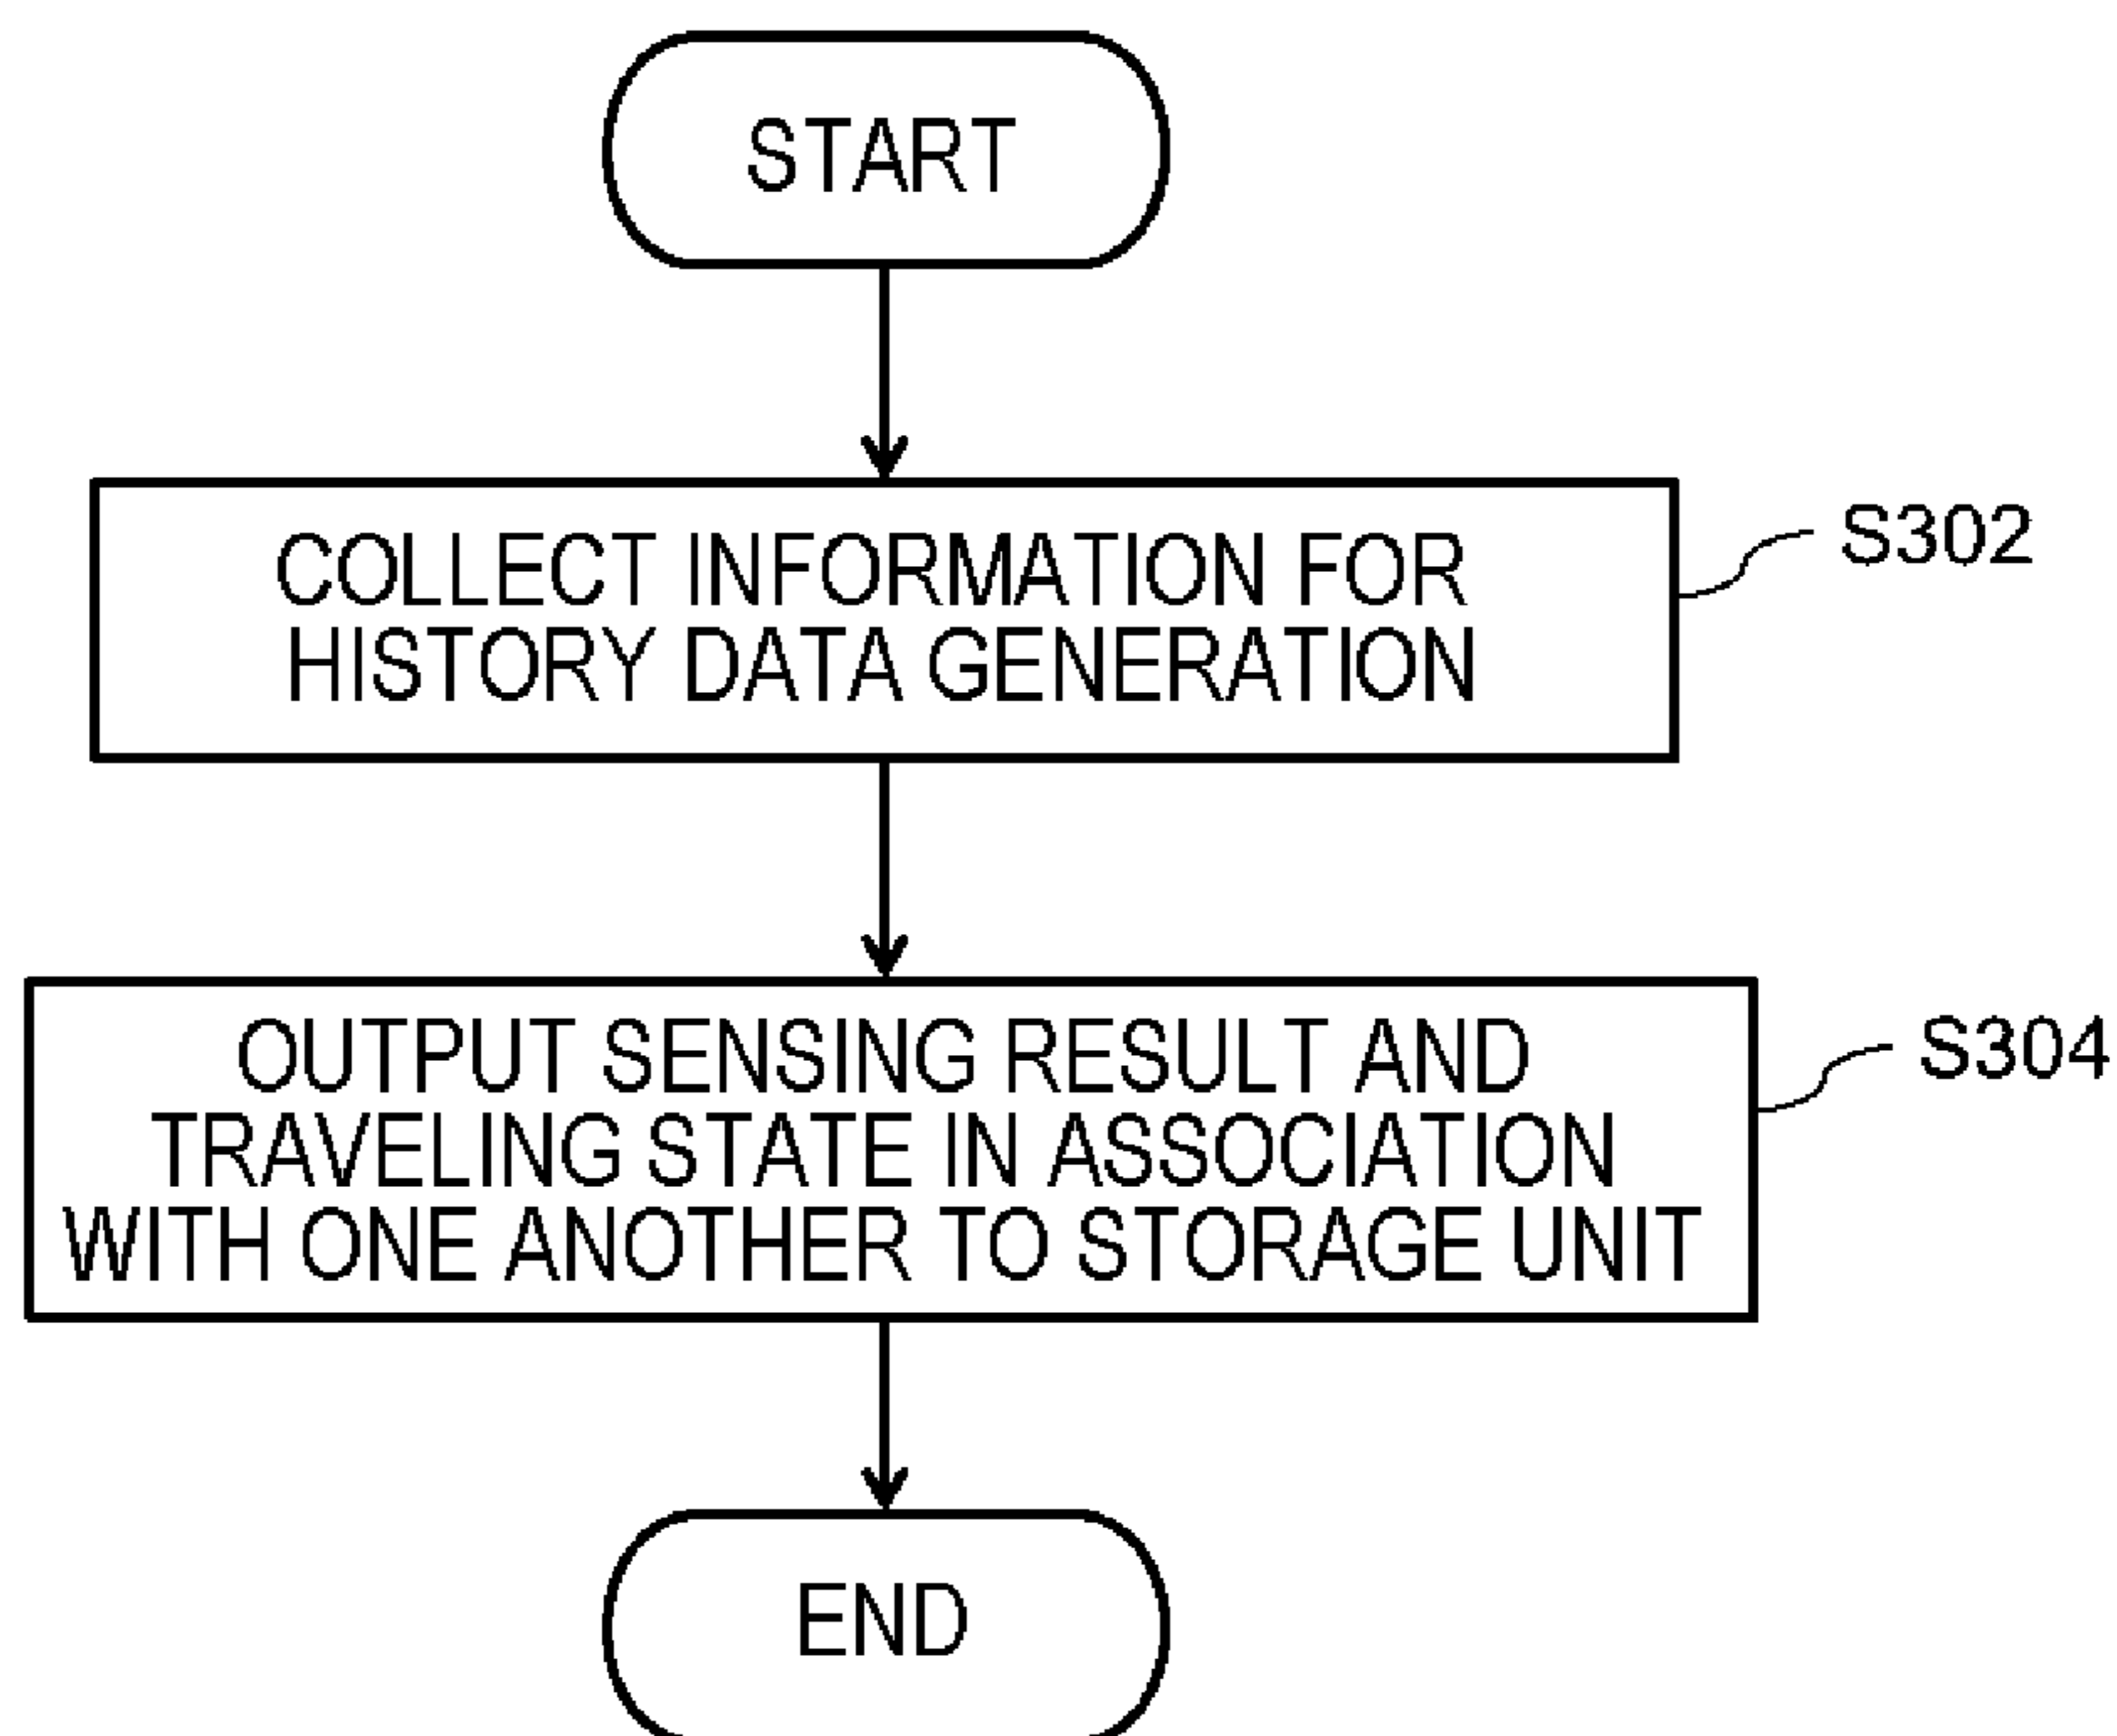 START
COLLECT INFORMATION FOR
HISTORY DATA GENERATION
S302
OUTPUT SENSING RESULT AND
TRAVELING STATE IN ASSOCIATION
WITH ONE ANOTHER TO STORAGE UNIT
S304
END